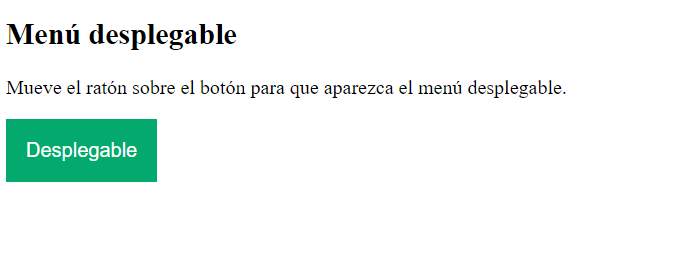 Menú desplegable
Mueve el ratón sobre el botón para que aparezca el menú desplegable.
Desplegable